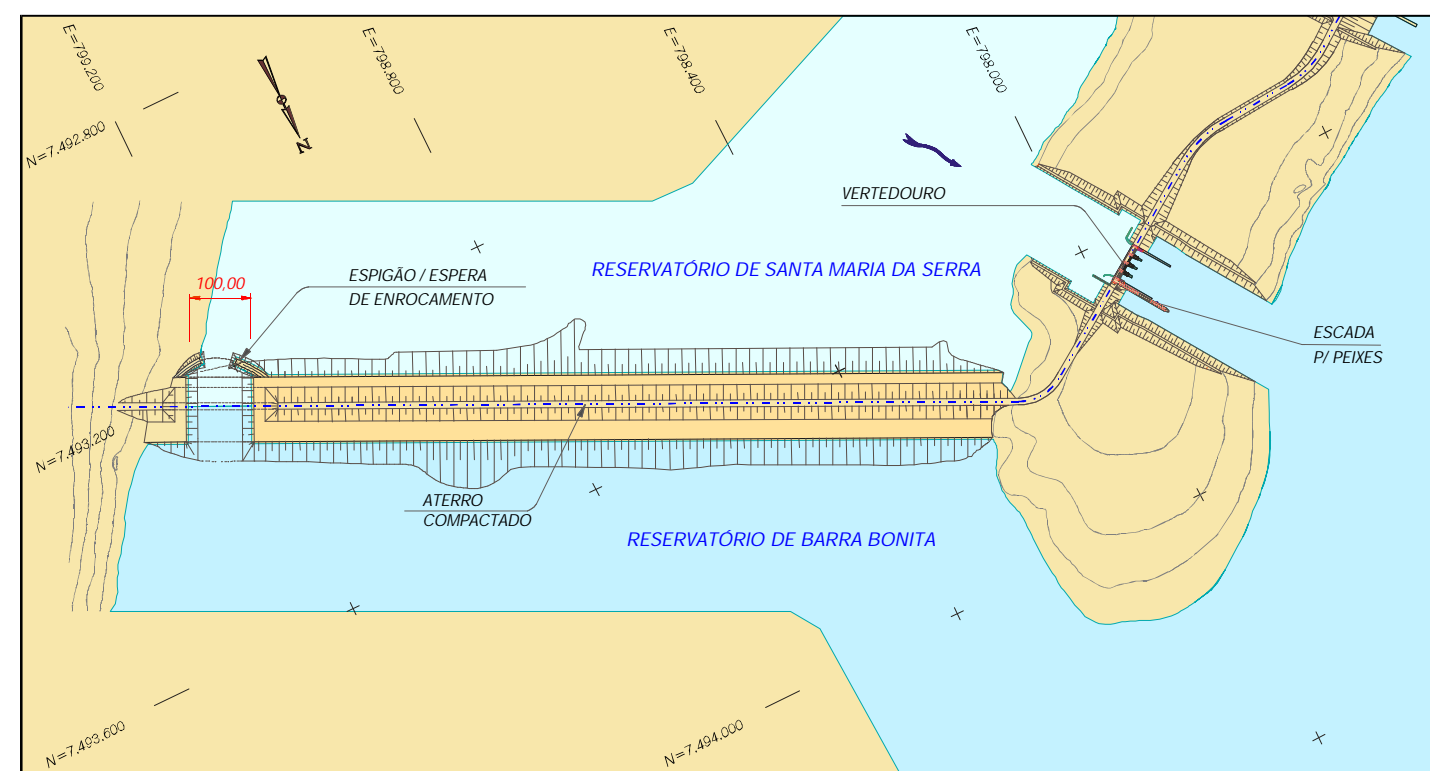 E=799.200
E=798.800
E=798.400
E=798.000
N=7.492.800
N
VERTEDOURO
RESERVATÓRIO DE SANTA MARIA DA SERRA
ESPIGÃO / ESPERA
DE ENROCAMENTO
100,00
ESCADA
P/ PEIXES
N=7.493.200
ATERRO
COMPACTADO
RESERVATÓRIO DE BARRA BONITA
N=7.493.600
N=7.494.000